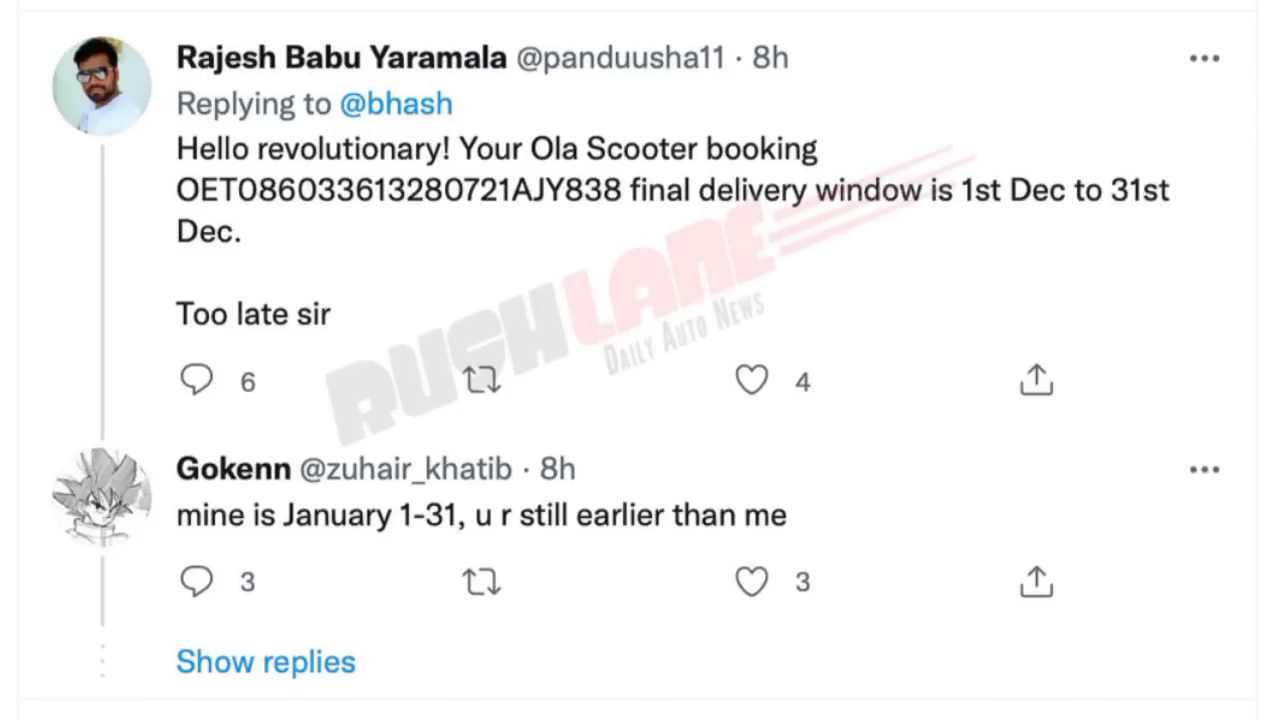 Rajesh Babu Yaramala @panduusha11 · 8h
Replying to @bhash
Hello revolutionary! Your Ola Scooter booking
OET086033613280721AJY838 final delivery window is 1st Dec to 31st
Dec.
Too late sir
6 4
RUSHLANE
DAILY AUTO NEWS
Gokenn @zuhair_khatib · 8h
mine is January 1-31, u r still earlier than me
3 3
Show replies